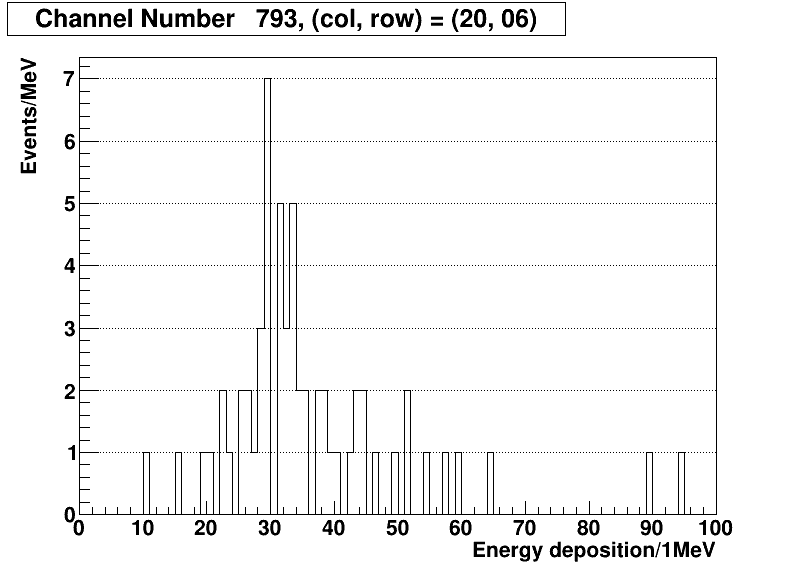 Channel Number 793, (col, row) = (20, 06)
Events/MeV
7
6
5
4
3
2
1
0
0 10 20 30 40 50 60 70 80 90 100
Energy deposition/1MeV